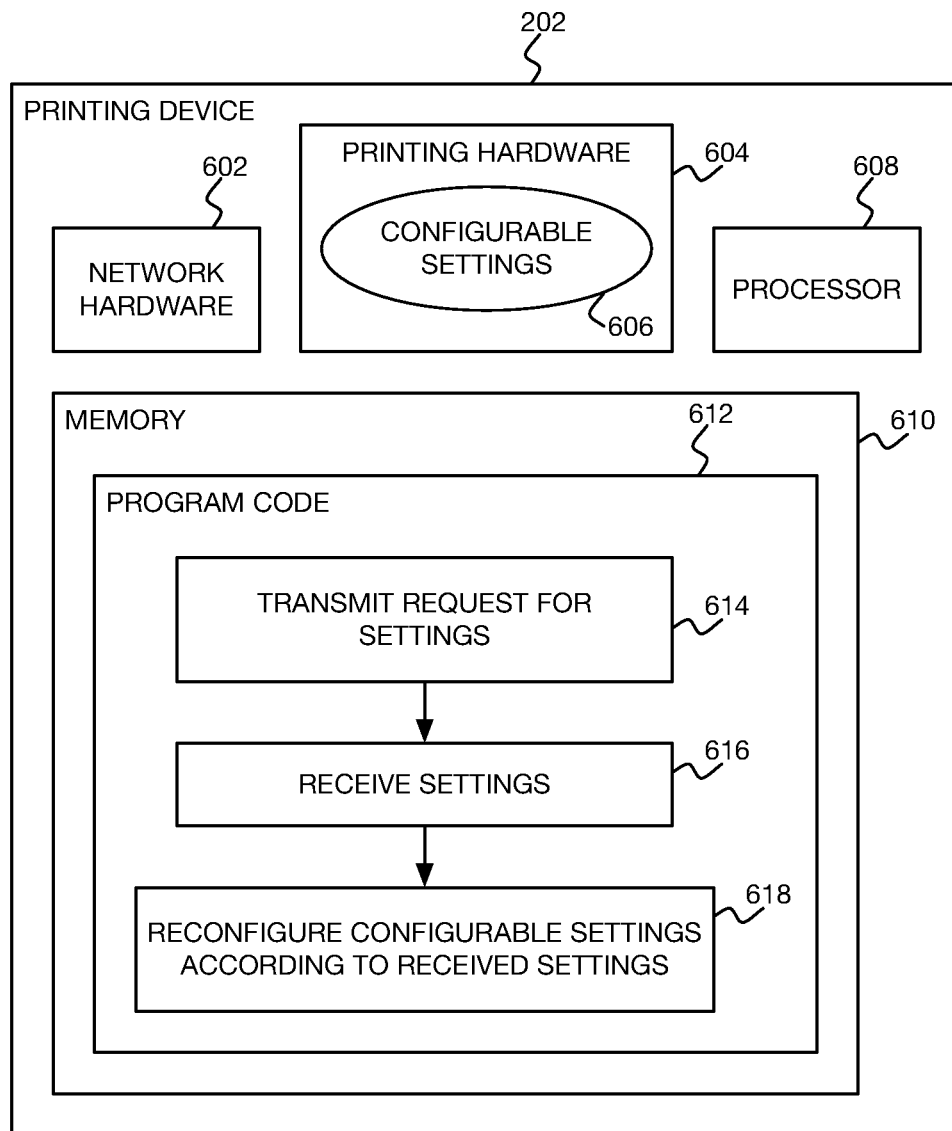 202
PRINTING DEVICE
602
NETWORK
HARDWARE
PRINTING HARDWARE
604
CONFIGURABLE
SETTINGS
606
608
PROCESSOR
MEMORY
610
612
PROGRAM CODE
TRANSMIT REQUEST FOR
SETTINGS
614
RECEIVE SETTINGS
616
RECONFIGURE CONFIGURABLE SETTINGS
ACCORDING TO RECEIVED SETTINGS
618